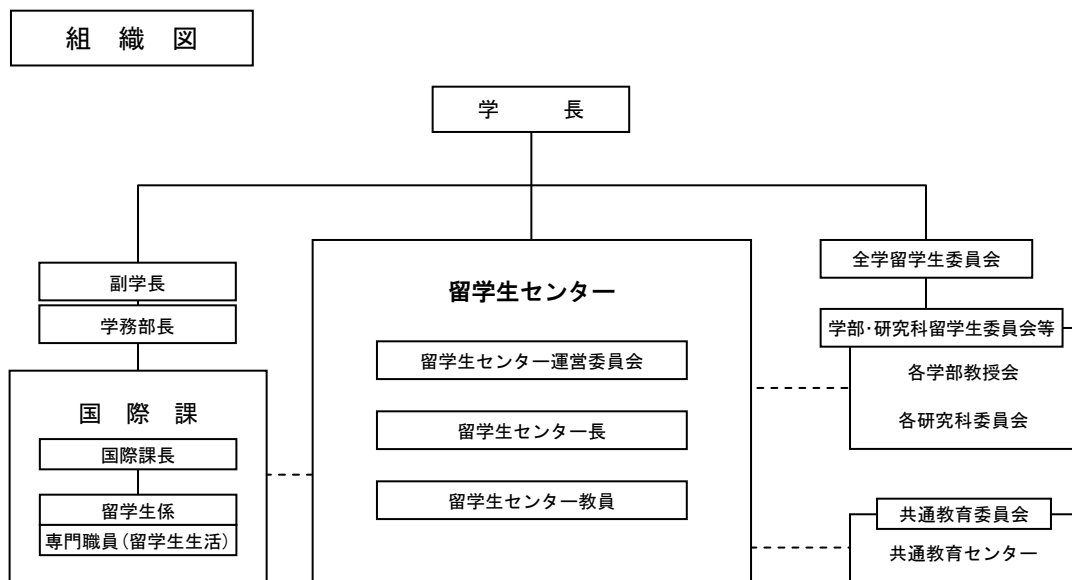 組 織 図
学 長
副学長
学務部長
国 際 課
国際課長
留学生係
専門職員(留学生生活)
留学生センター
留学生センター運営委員会
留学生センター長
留学生センター教員
全学留学生委員会
学部・研究科留学生委員会等
各学部教授会
各研究科委員会
共通教育委員会
共通教育センター